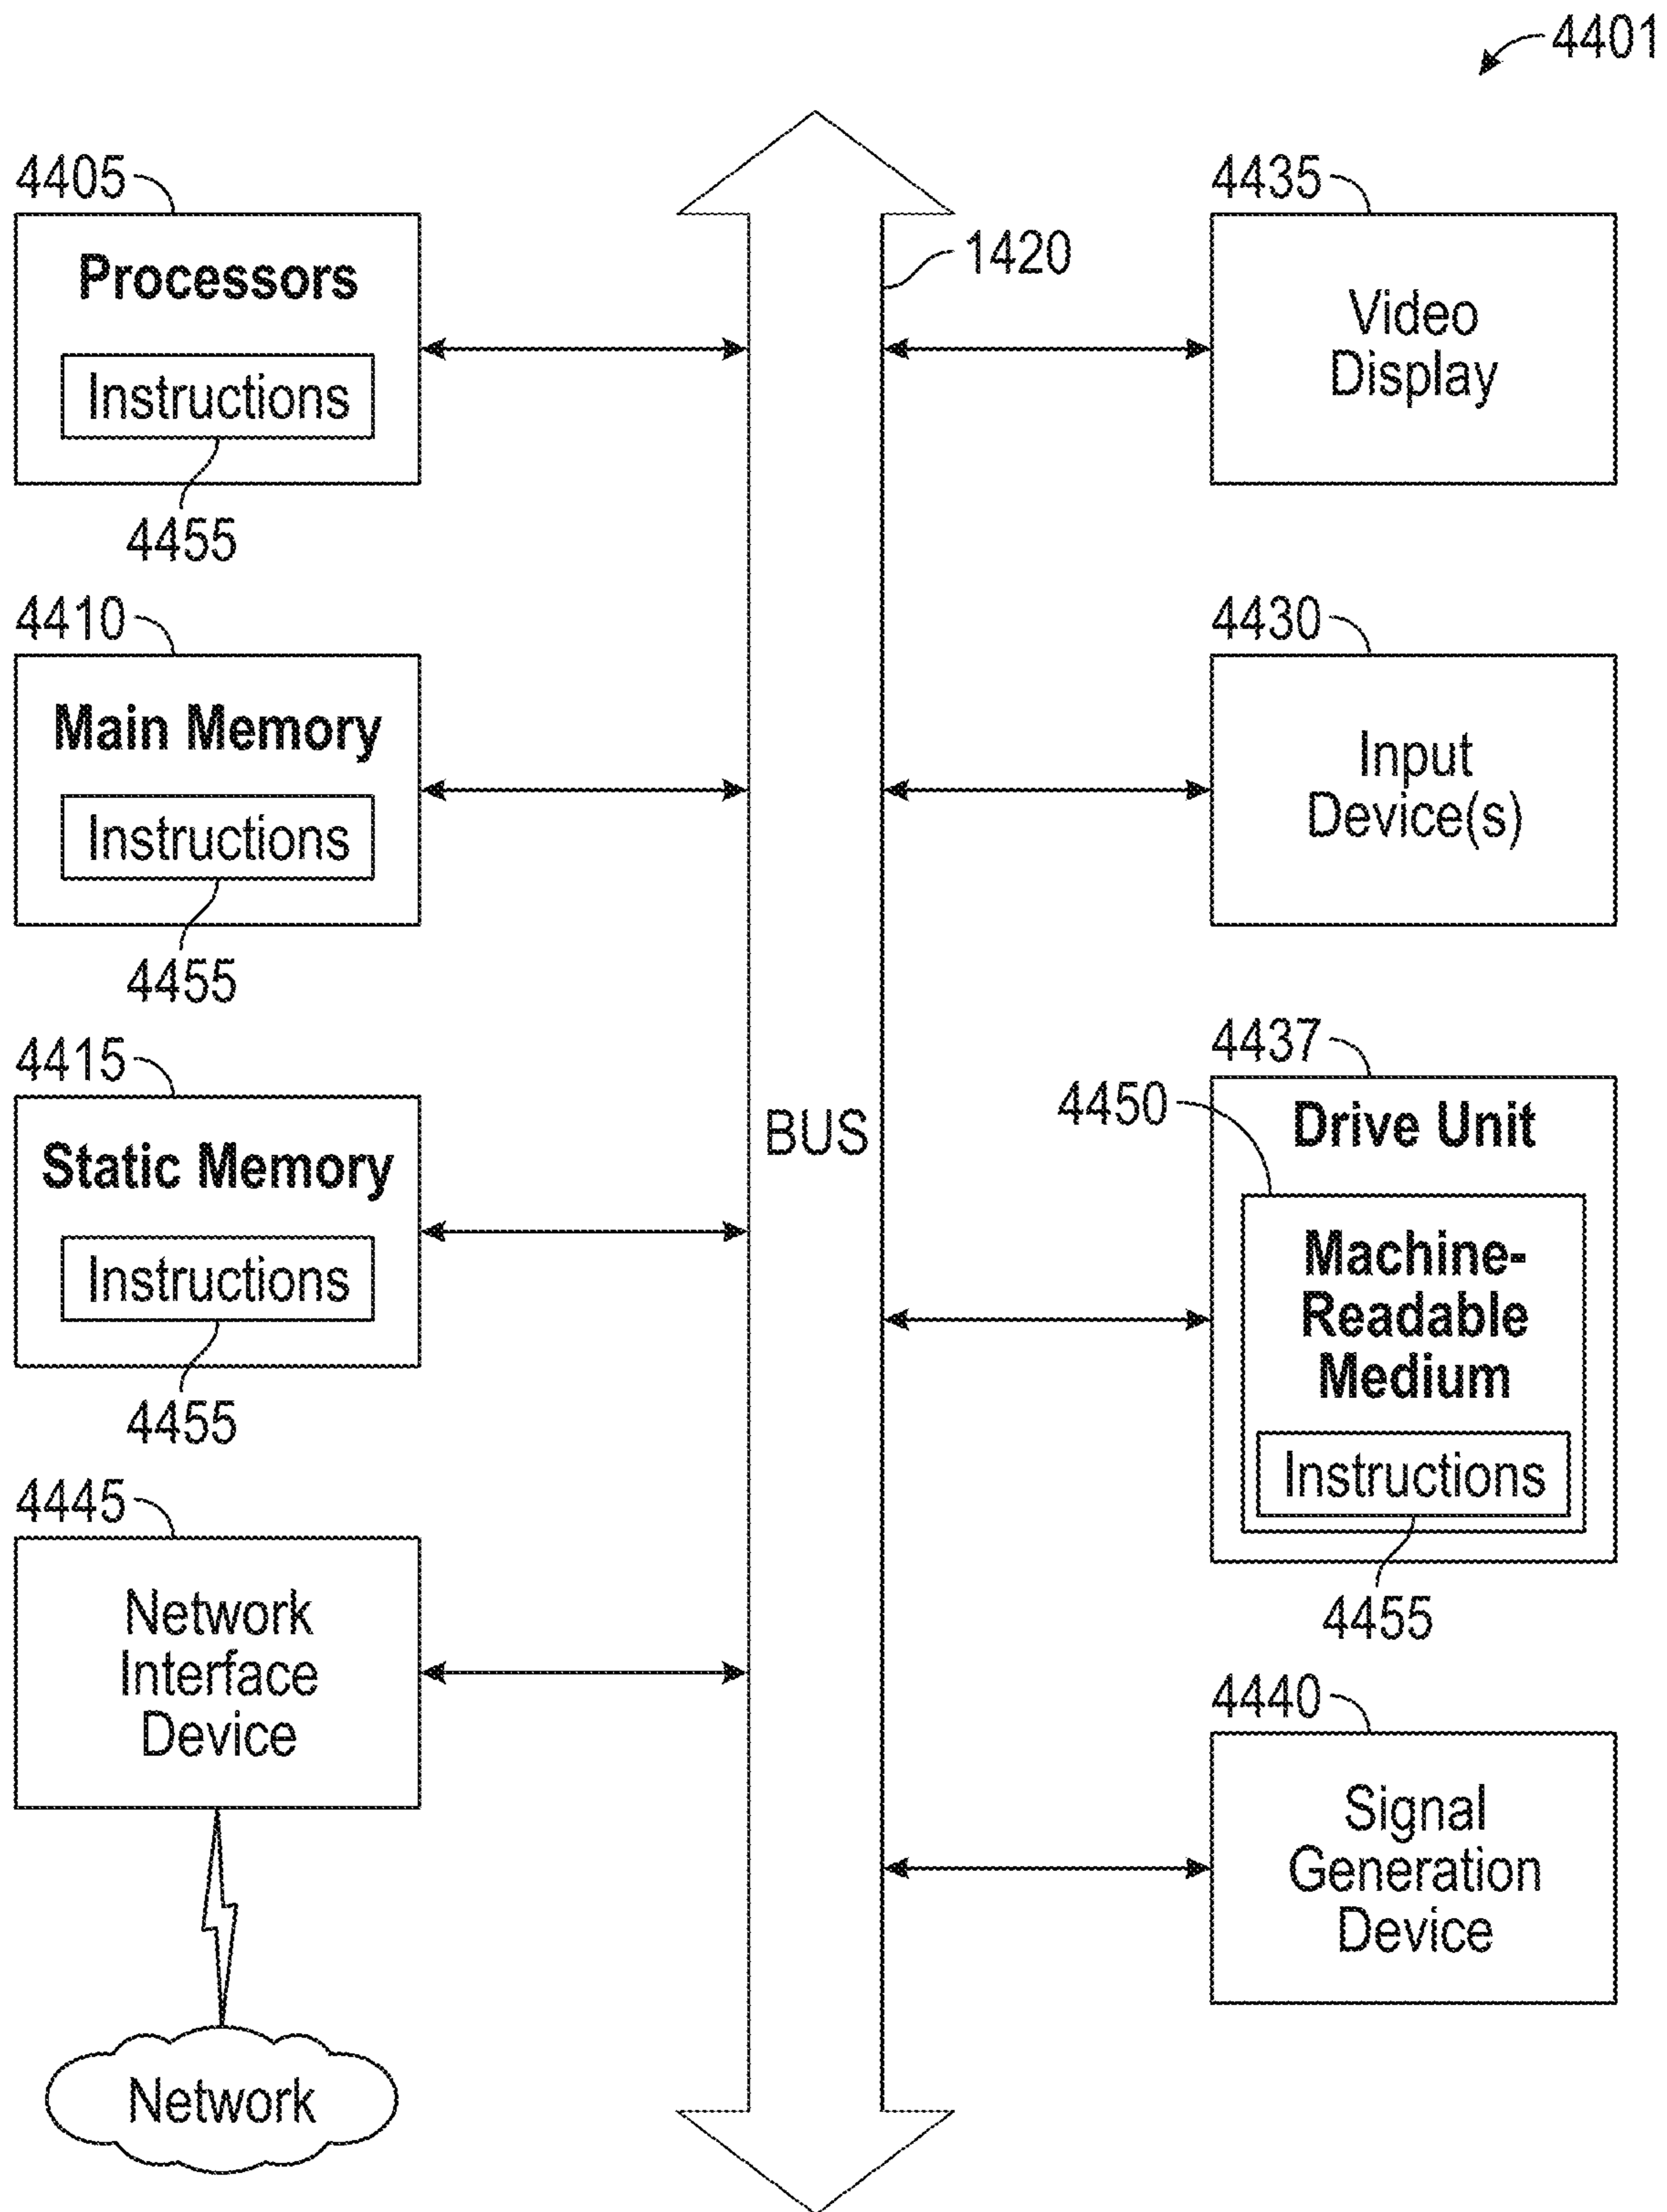 4401
4405
Processors
Instructions
4455
4410
Main Memory
Instructions
4455
4415
Static Memory
Instructions
4455
4445
Network
Interface
Device
Network
1420
BUS
4435
Video
Display
4430
Input
Device(s)
4437
4450
Drive Unit
Machine-
Readable
Medium
Instructions
4455
4440
Signal
Generation
Device